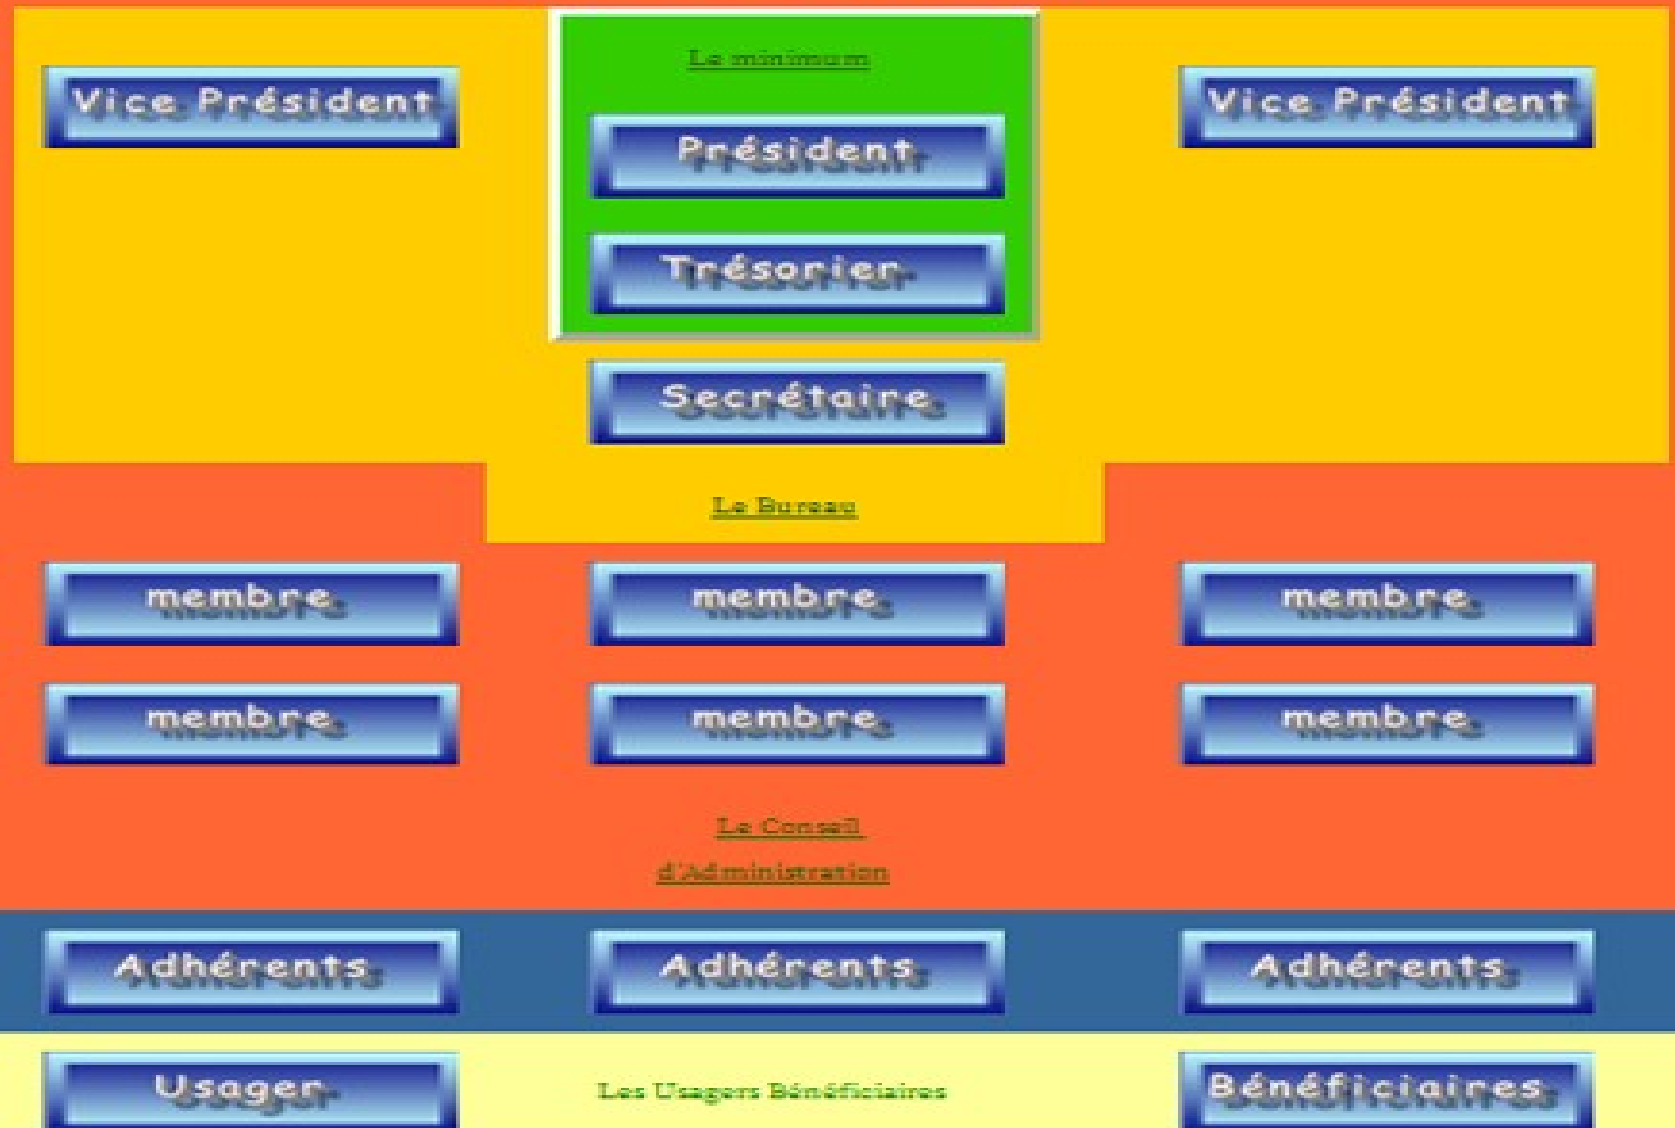 Le minimum
Vice Président
Vice Président
Président
Trésorier
Secrétaire
Le Bureau
membre
membre
membre
membre
membre
membre
Le Conseil
d'Administration
Adhérents
Adhérents
Adhérents
Usager
Les Usagers Bénéficiaires
Bénéficiaires